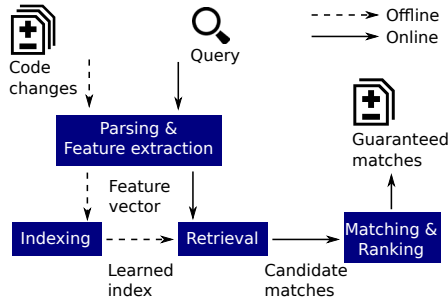 Offline
Online
Code
changes
Query
Parsing &
Feature extraction
Guaranteed
matches
Feature
vector
Indexing
Retrieval
Matching &
Ranking
Learned
index
Candidate
matches